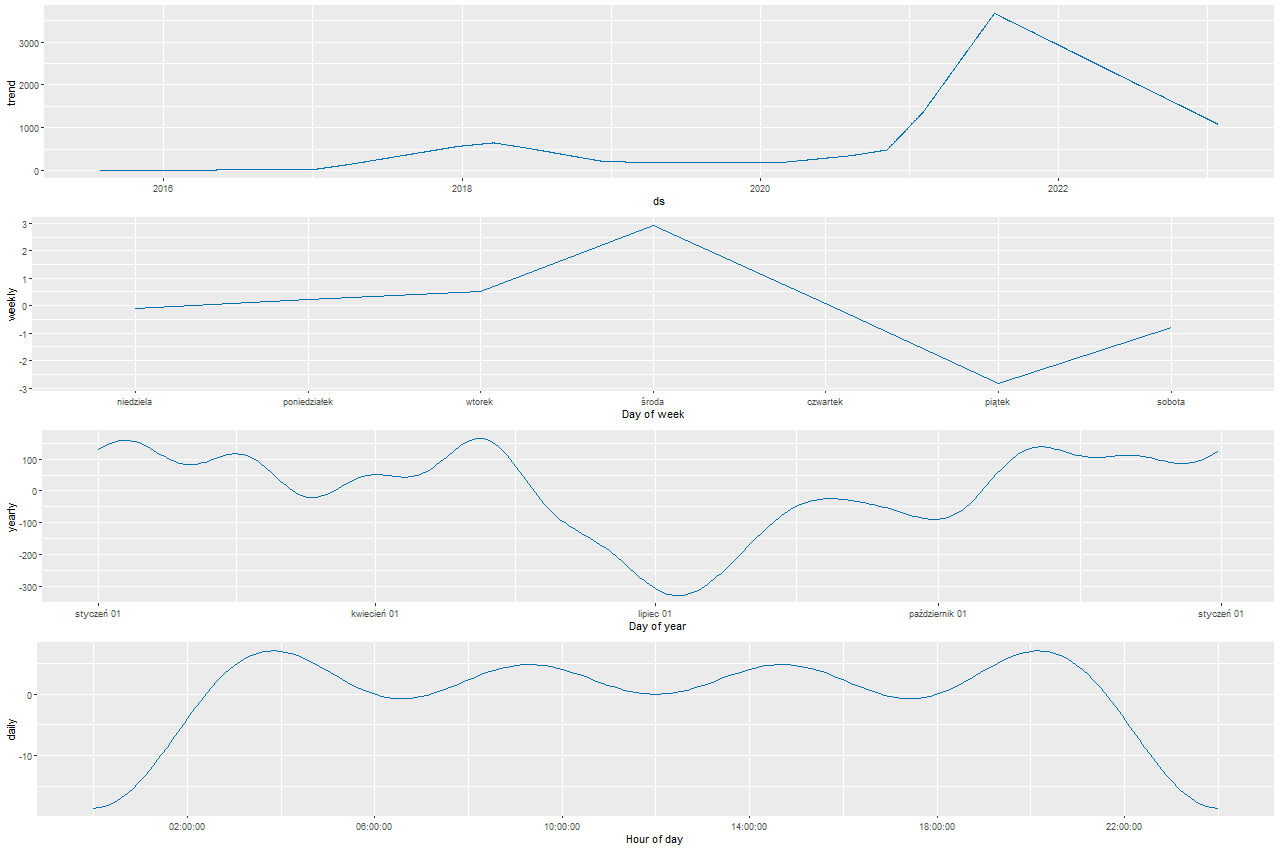 trend
3000
2000
1000
0
2016 2018 2020 2022
ds
weekly
3
2
1
0
-1
-2
-3
niedziela poniedziałek wtorek środa czwartek piątek sobota
Day of week
yearly
100
0
-100
-200
-300
styczeń 01 kwiecień 01 lipiec 01 październik 01 styczeń 01
Day of year
daily
0
-10
02:00:00 06:00:00 10:00:00 14:00:00 18:00:00 22:00:00
Hour of day